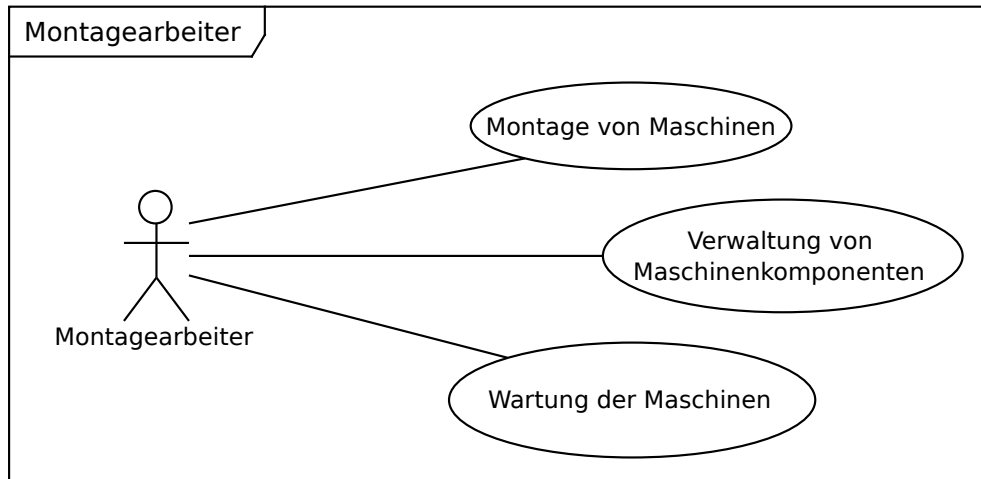 Montagearbeiter
Montage von Maschinen
Verwaltung von
Maschinenkomponenten
Montagearbeiter
Wartung der Maschinen